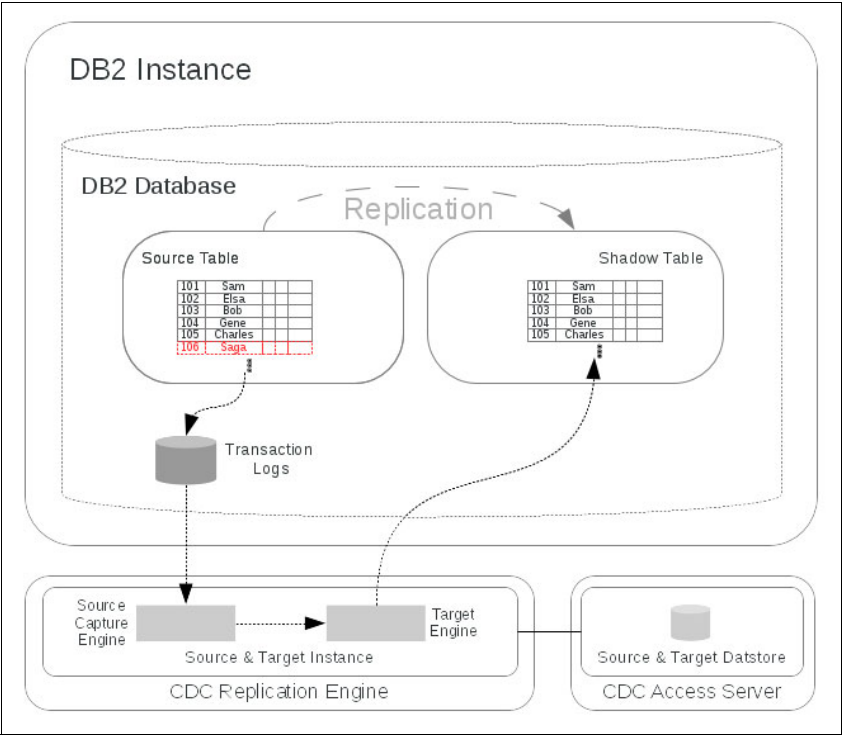 DB2 Instance
DB2 Database
Replication
Source Table
101 Sam
102 Elsa
103 Bob
104 Gene
105 Charles
106 Saga
Shadow Table
101 Sam
102 Elsa
103 Bob
104 Gene
105 Charles
Transaction
Logs
Source
Capture
Engine
Target
Engine
Source & Target Instance
CDC Replication Engine
Source & Target Datstore
CDC Access Server